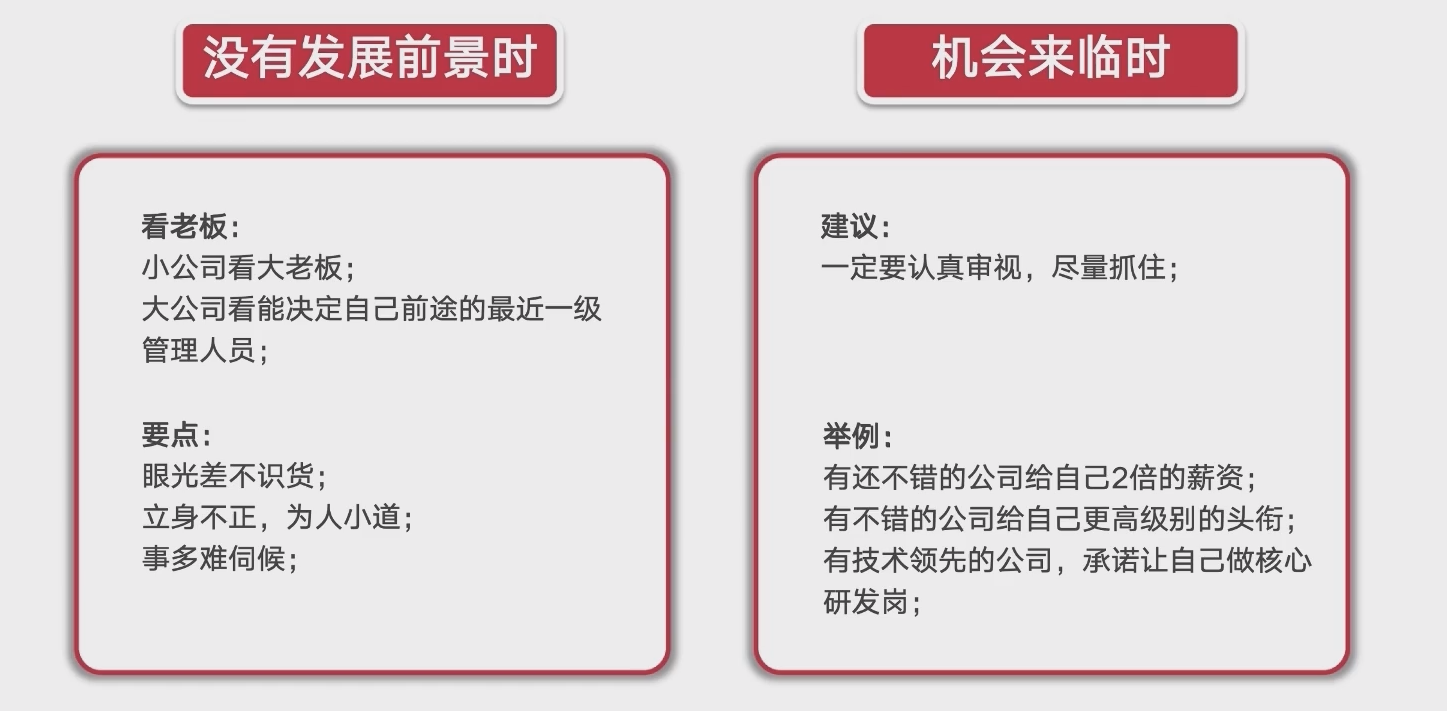 没有发展前景时
看老板：
小公司看大老板；
大公司看能决定自己前途的最近一级
管理人员；
要点：
眼光差不识货；
立身不正，为人小道；
事多难伺候；
机会来临时
建议：
一定要认真审视，尽量抓住；
举例：
有还不错的公司给自己2倍的薪资；
有不错的公司给自己更高级别的头衔；
有技术领先的公司，承诺让自己做核心
研发岗；